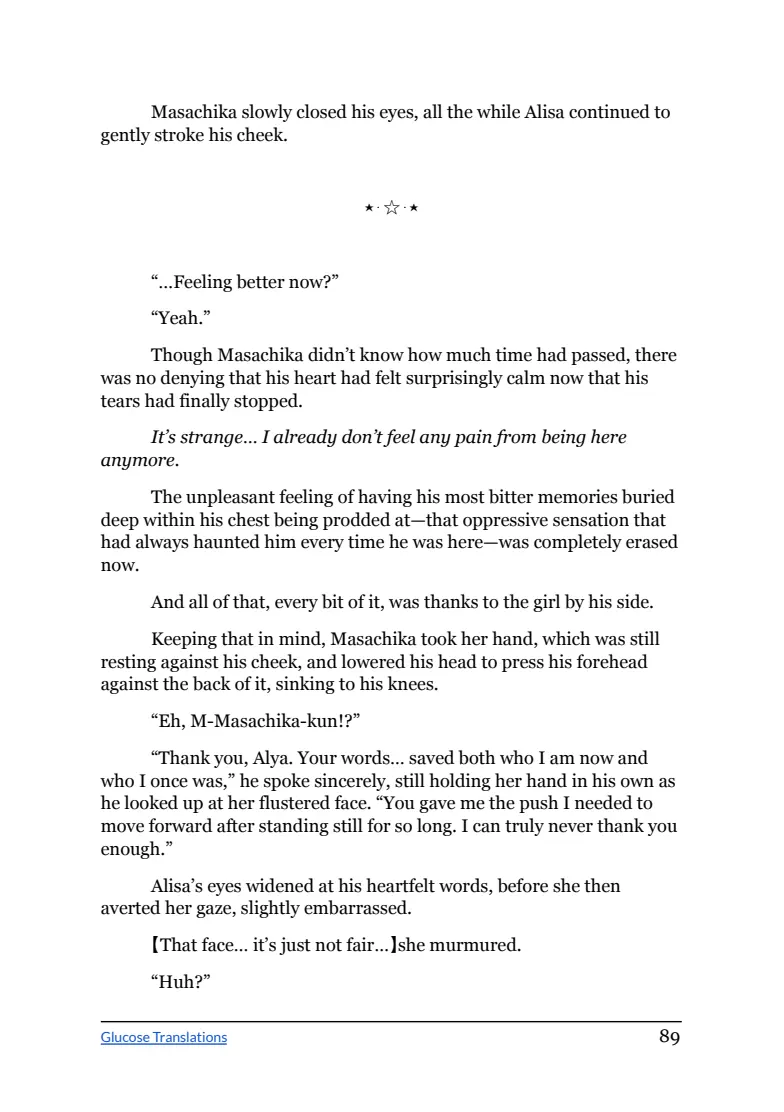 Masachika slowly closed his eyes, all the while Alisa continued to
gently stroke his cheek.
⋆ · ☆ · ⋆
“…Feeling better now?”
“Yeah.”
Though Masachika didn’t know how much time had passed, there
was no denying that his heart had felt surprisingly calm now that his
tears had finally stopped.
It’s strange… I already don’t feel any pain from being here
anymore.
The unpleasant feeling of having his most bitter memories buried
deep within his chest being prodded at—that oppressive sensation that
had always haunted him every time he was here—was completely erased
now.
And all of that, every bit of it, was thanks to the girl by his side.
Keeping that in mind, Masachika took her hand, which was still
resting against his cheek, and lowered his head to press his forehead
against the back of it, sinking to his knees.
“Eh, M-Masachika-kun!?”
“Thank you, Alya. Your words… saved both who I am now and
who I once was,” he spoke sincerely, still holding her hand in his own as
he looked up at her flustered face. “You gave me the push I needed to
move forward after standing still for so long. I can truly never thank you
enough.”
Alisa’s eyes widened at his heartfelt words, before she then
averted her gaze, slightly embarrassed.
【That face… it’s just not fair…】she murmured.
“Huh?”
Glucose Translations 89